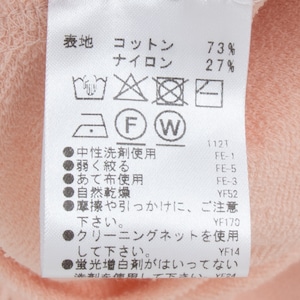 表地 コットン 73%
ナイロン 27%
F W
112T
●中性洗剤使用 FE-1
●弱く絞る FE-5
●あて布使用 FE-3
●自然乾燥 YF52
●摩擦や引っかけに、ご注意
下さい。 YF170
●クリーニングネットを使用
して下さい。 YF14
●蛍光増白剤がはいってない